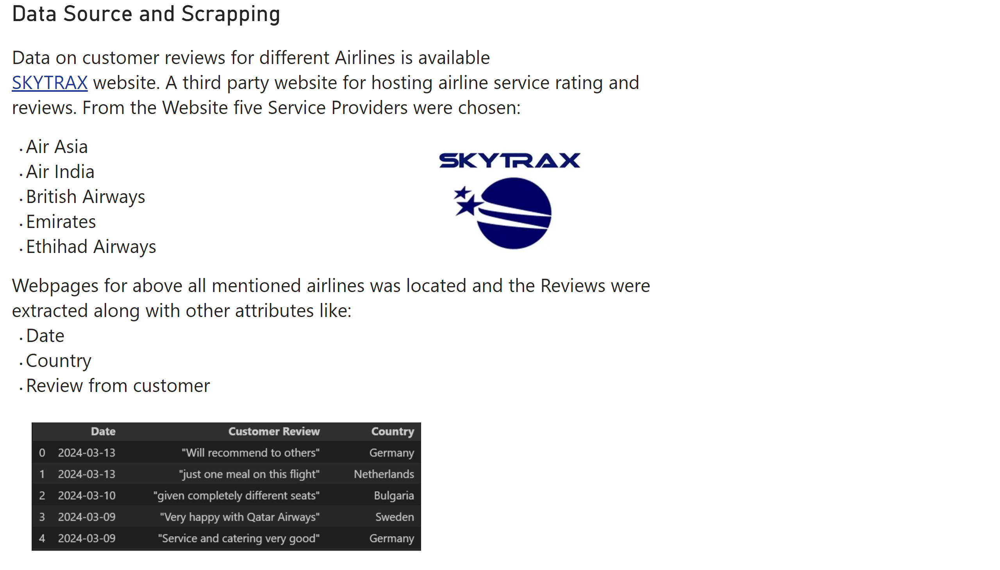 Data Source and Scrapping
Data on customer reviews for different Airlines is available
SKYTRAX website. A third party website for hosting airline service rating and
reviews. From the Website five Service Providers were chosen:
• Air Asia
• Air India
• British Airways
• Emirates
• Ethihad Airways
SKYTRAX
Webpages for above all mentioned airlines was located and the Reviews were
extracted along with other attributes like:
• Date
• Country
• Review from customer
Date Customer Review Country
0 2024-03-13 "Will recommend to others" Germany
1 2024-03-13 "just one meal on this flight" Netherlands
2 2024-03-10 "given completely different seats" Bulgaria
3 2024-03-09 "Very happy with Qatar Airways" Sweden
4 2024-03-09 "Service and catering very good" Germany